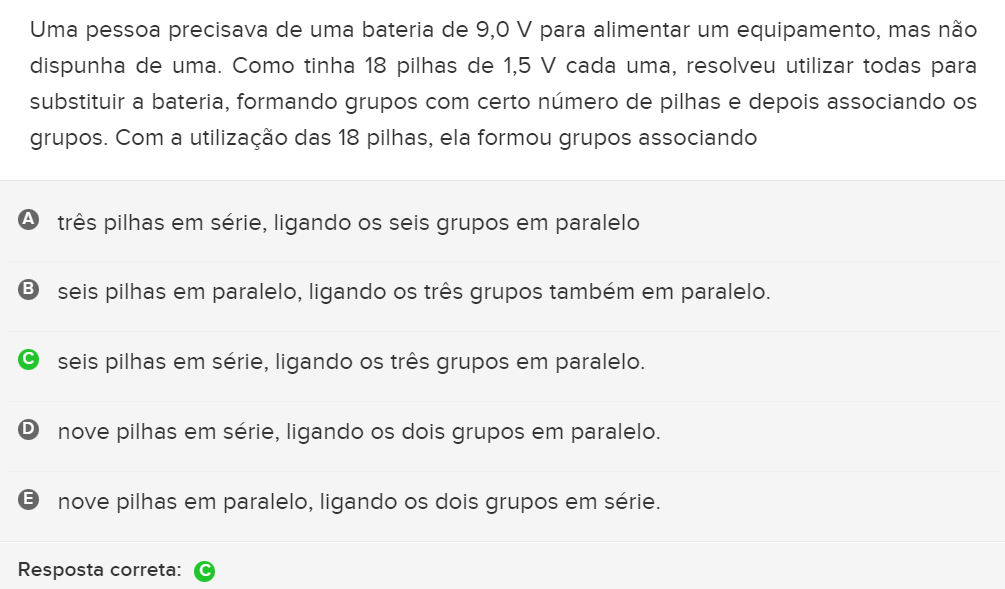 Uma pessoa precisava de uma bateria de 9,0 V para alimentar um equipamento, mas não
dispunha de uma. Como tinha 18 pilhas de 1,5 V cada uma, resolveu utilizar todas para
substituir a bateria, formando grupos com certo número de pilhas e depois associando os
grupos. Com a utilização das 18 pilhas, ela formou grupos associando
A três pilhas em série, ligando os seis grupos em paralelo
B seis pilhas em paralelo, ligando os três grupos também em paralelo.
C seis pilhas em série, ligando os três grupos em paralelo.
D nove pilhas em série, ligando os dois grupos em paralelo.
E nove pilhas em paralelo, ligando os dois grupos em série.
Resposta correta: C